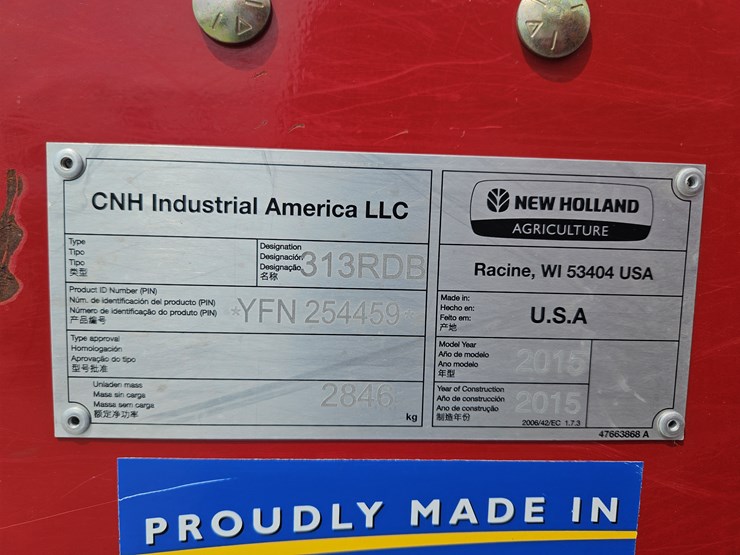 CNH Industrial America LLC
Type
Tipo
Tipo
类型
Designation
Designación
Designação
名称
313RDB
Product ID Number (PIN)
Núm. de identificación del producto (PIN)
Número de identificação do produto (PIN)
产品编号
*YFN 254459*
Type approval
Homologación
Aprovação do tipo
型号批准
Unladen mass
Masa sin carga
Massa sem carga
额定净功率
2846
kg
NEW HOLLAND
AGRICULTURE
Racine, WI 53404 USA
Made in:
Hecho en:
Feito em:
产地
U.S.A
Model Year
Año de modelo
Ano modelo
年型
2015
Year of Construction
Año de construcción
Ano de construção
制造年份
2015
2006/42/EC 1.7.3
47663868 A
PROUDLY MADE IN